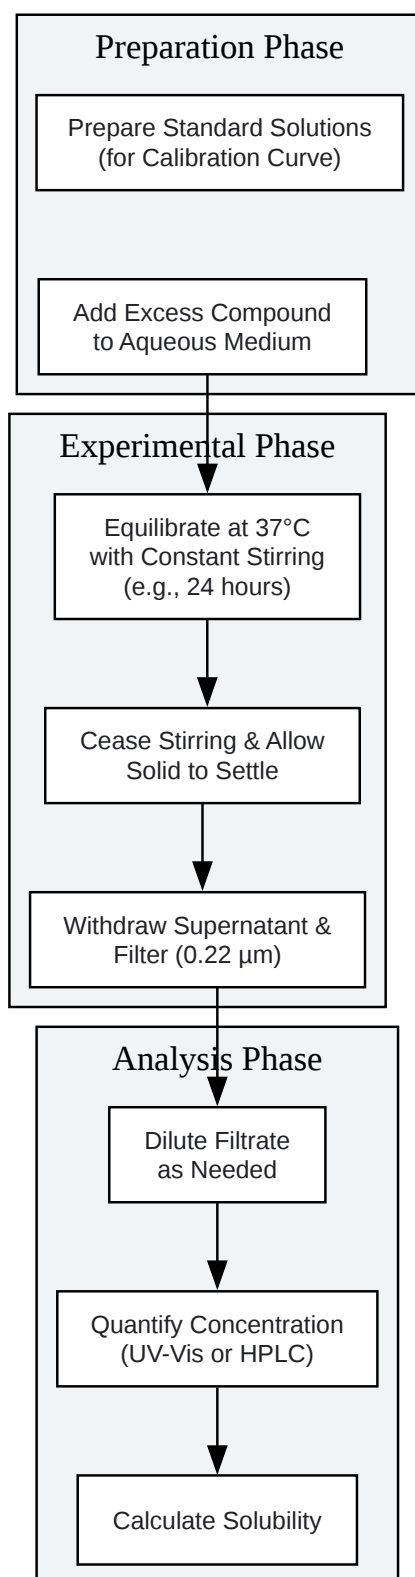 Preparation Phase
Prepare Standard Solutions
(for Calibration Curve)
Add Excess Compound
to Aqueous Medium
Experimental Phase
Equilibrate at 37°C
with Constant Stirring
(e.g., 24 hours)
Cease Stirring & Allow
Solid to Settle
Withdraw Supernatant &
Filter (0.22 µm)
Analysis Phase
Dilute Filtrate
as Needed
Quantify Concentration
(UV-Vis or HPLC)
Calculate Solubility